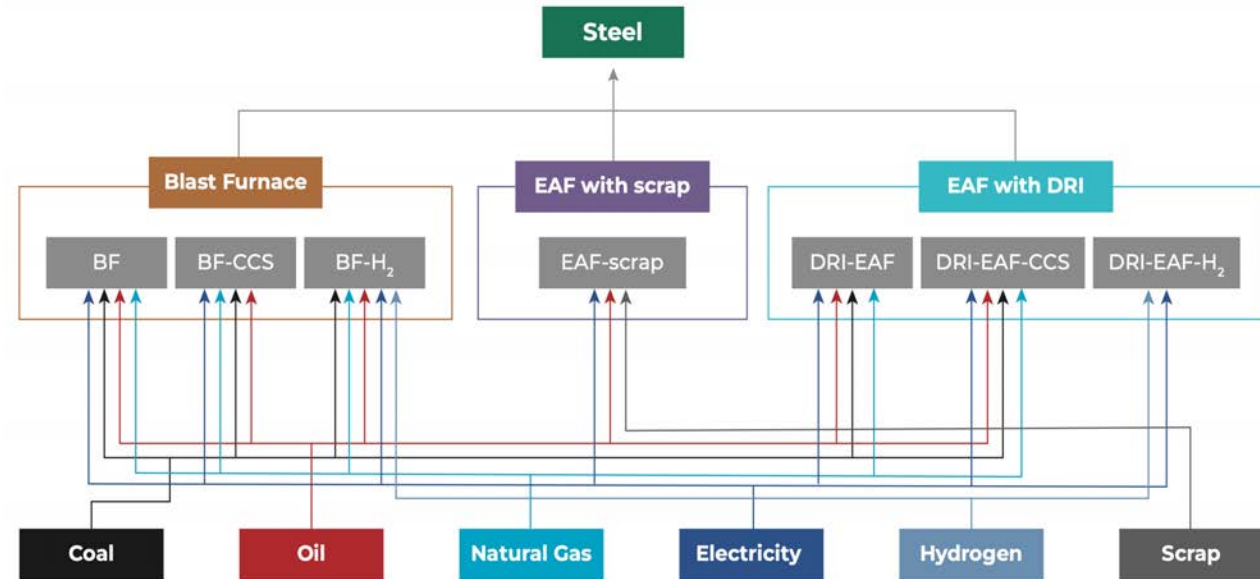 Steel
Blast Furnace
EAF with scrap
EAF with DRI
BF
BF-CCS
BF-H₂
EAF-scrap
DRI-EAF
DRI-EAF-CCS
DRI-EAF-H₂
Coal
Oil
Natural Gas
Electricity
Hydrogen
Scrap